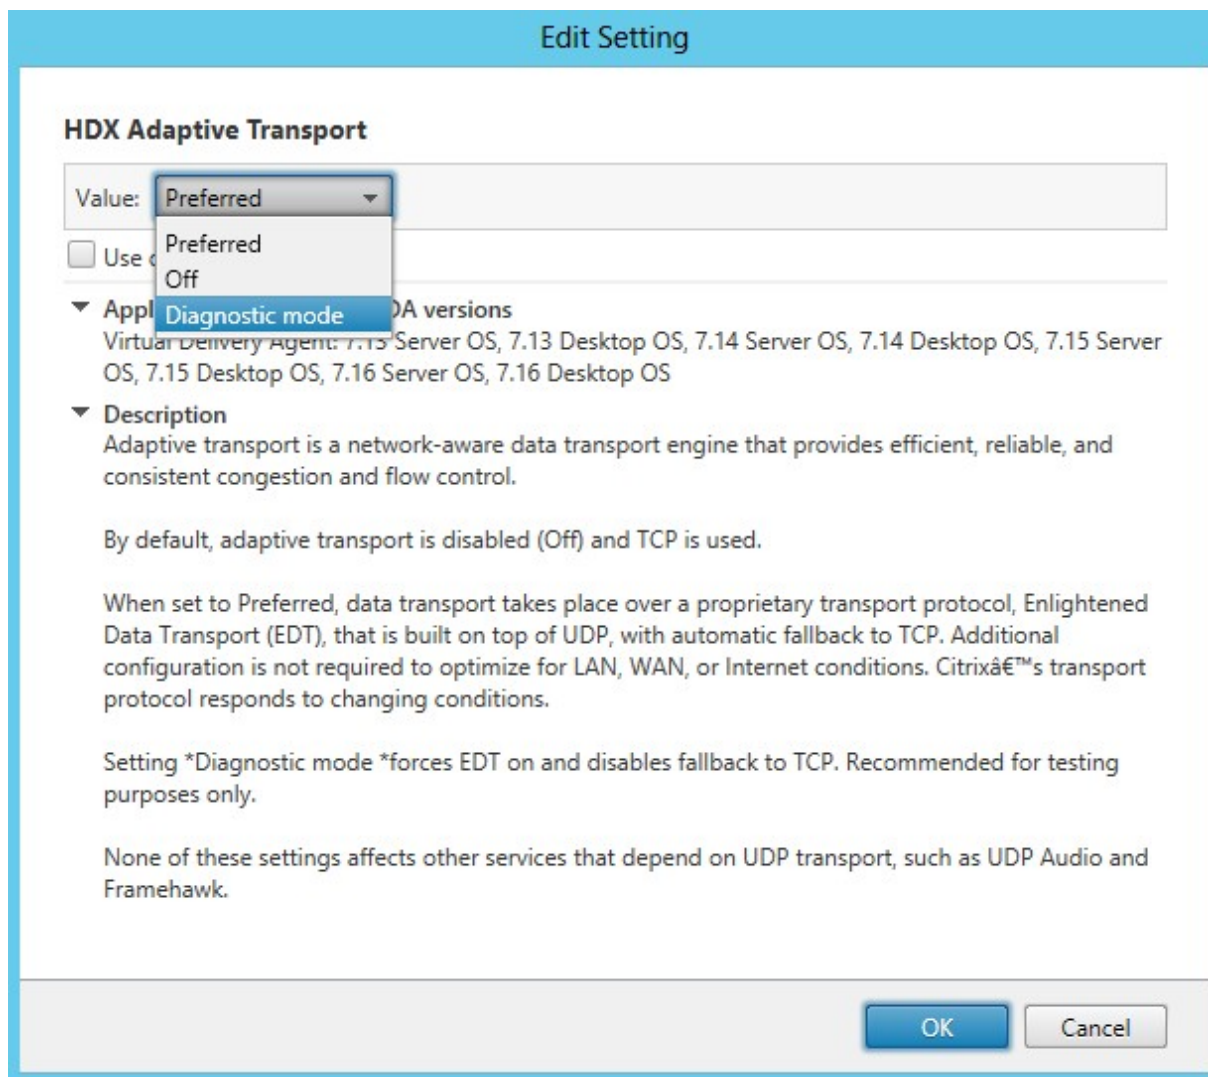 Edit Setting
HDX Adaptive Transport
Value: Preferred
Preferred
Use
Off
Diagnostic mode
Appl DA versions
Virtual Delivery Agent: 7.13 Server OS, 7.13 Desktop OS, 7.14 Server OS, 7.14 Desktop OS, 7.15 Server
OS, 7.15 Desktop OS, 7.16 Server OS, 7.16 Desktop OS
Description
Adaptive transport is a network-aware data transport engine that provides efficient, reliable, and
consistent congestion and flow control.
By default, adaptive transport is disabled (Off) and TCP is used.
When set to Preferred, data transport takes place over a proprietary transport protocol, Enlightened
Data Transport (EDT), that is built on top of UDP, with automatic fallback to TCP. Additional
configuration is not required to optimize for LAN, WAN, or Internet conditions. Citrixâ€™s transport
protocol responds to changing conditions.
Setting *Diagnostic mode *forces EDT on and disables fallback to TCP. Recommended for testing
purposes only.
None of these settings affects other services that depend on UDP transport, such as UDP Audio and
Framehawk.
OK
Cancel